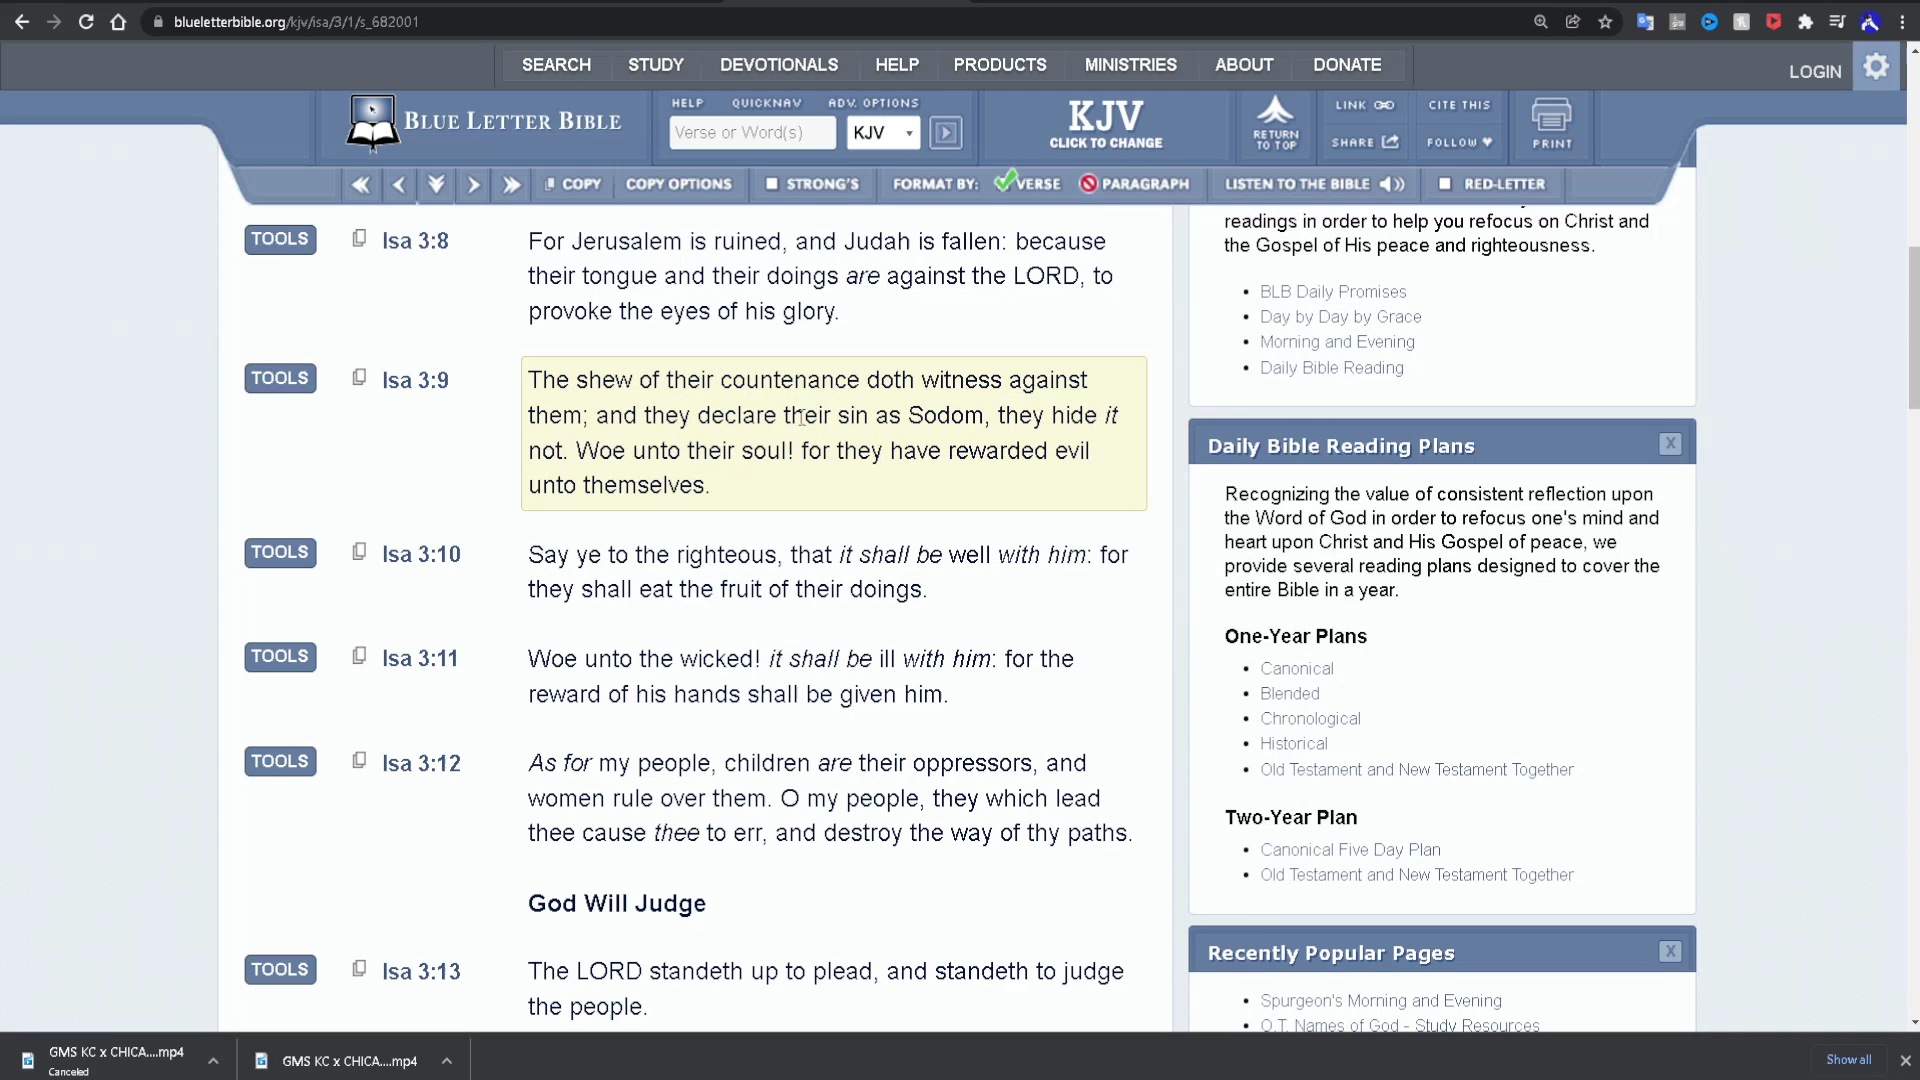 blueletterbible.org/kjv/isa/3/1/s_682001
SEARCH STUDY DEVOTIONALS HELP PRODUCTS MINISTRIES ABOUT DONATE
LOGIN
BLUE LETTER BIBLE
HELP QUICKNAV ADV. OPTIONS
Verse or Word(s) KJV
KJV
CLICK TO CHANGE
RETURN
TO TOP
LINK CITE THIS
SHARE FOLLOW
PRINT
COPY COPY OPTIONS STRONG'S FORMAT BY: VERSE PARAGRAPH LISTEN TO THE BIBLE RED-LETTER
TOOLS Isa 3:8 For Jerusalem is ruined, and Judah is fallen: because
their tongue and their doings are against the LORD, to
provoke the eyes of his glory.
TOOLS Isa 3:9 The shew of their countenance doth witness against
them; and they declare their sin as Sodom, they hide it
not. Woe unto their soul! for they have rewarded evil
unto themselves.
TOOLS Isa 3:10 Say ye to the righteous, that it shall be well with him: for
they shall eat the fruit of their doings.
TOOLS Isa 3:11 Woe unto the wicked! it shall be ill with him: for the
reward of his hands shall be given him.
TOOLS Isa 3:12 As for my people, children are their oppressors, and
women rule over them. O my people, they which lead
thee cause thee to err, and destroy the way of thy paths.
God Will Judge
TOOLS Isa 3:13 The LORD standeth up to plead, and standeth to judge
the people.
readings in order to help you refocus on Christ and
the Gospel of His peace and righteousness.
BLB Daily Promises
Day by Day by Grace
Morning and Evening
Daily Bible Reading
Daily Bible Reading Plans X
Recognizing the value of consistent reflection upon
the Word of God in order to refocus one's mind and
heart upon Christ and His Gospel of peace, we
provide several reading plans designed to cover the
entire Bible in a year.
One-Year Plans
Canonical
Blended
Chronological
Historical
Old Testament and New Testament Together
Two-Year Plan
Canonical Five Day Plan
Old Testament and New Testament Together
Recently Popular Pages X
Spurgeon's Morning and Evening
O.T. Names of God - Study Resources
GMS KC x CHICA....mp4
Canceled
GMS KC x CHICA....mp4
Show all